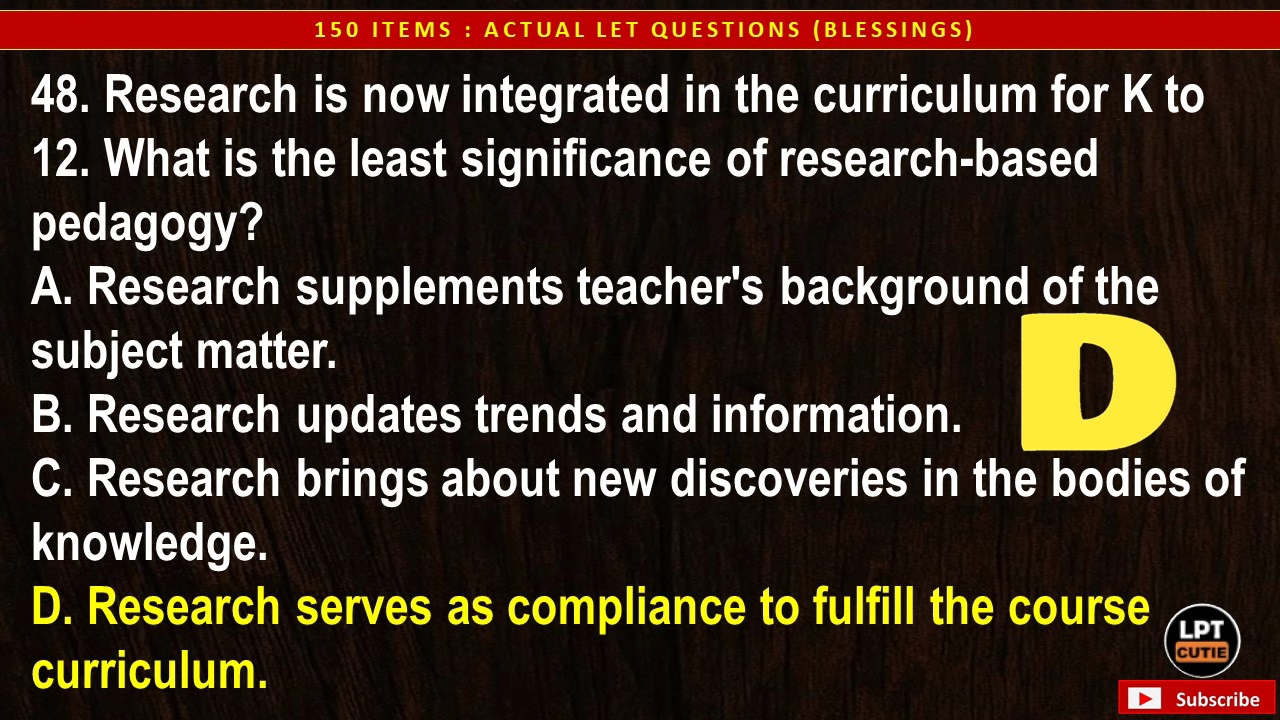 150 ITEMS : ACTUAL LET QUESTIONS (BLESSINGS)
48. Research is now integrated in the curriculum for K to
12. What is the least significance of research-based
pedagogy?
A. Research supplements teacher's background of the
subject matter.
B. Research updates trends and information.
D
C. Research brings about new discoveries in the bodies of
knowledge.
D. Research serves as compliance to fulfill the course
curriculum.
LPT
CUTIE
Subscribe